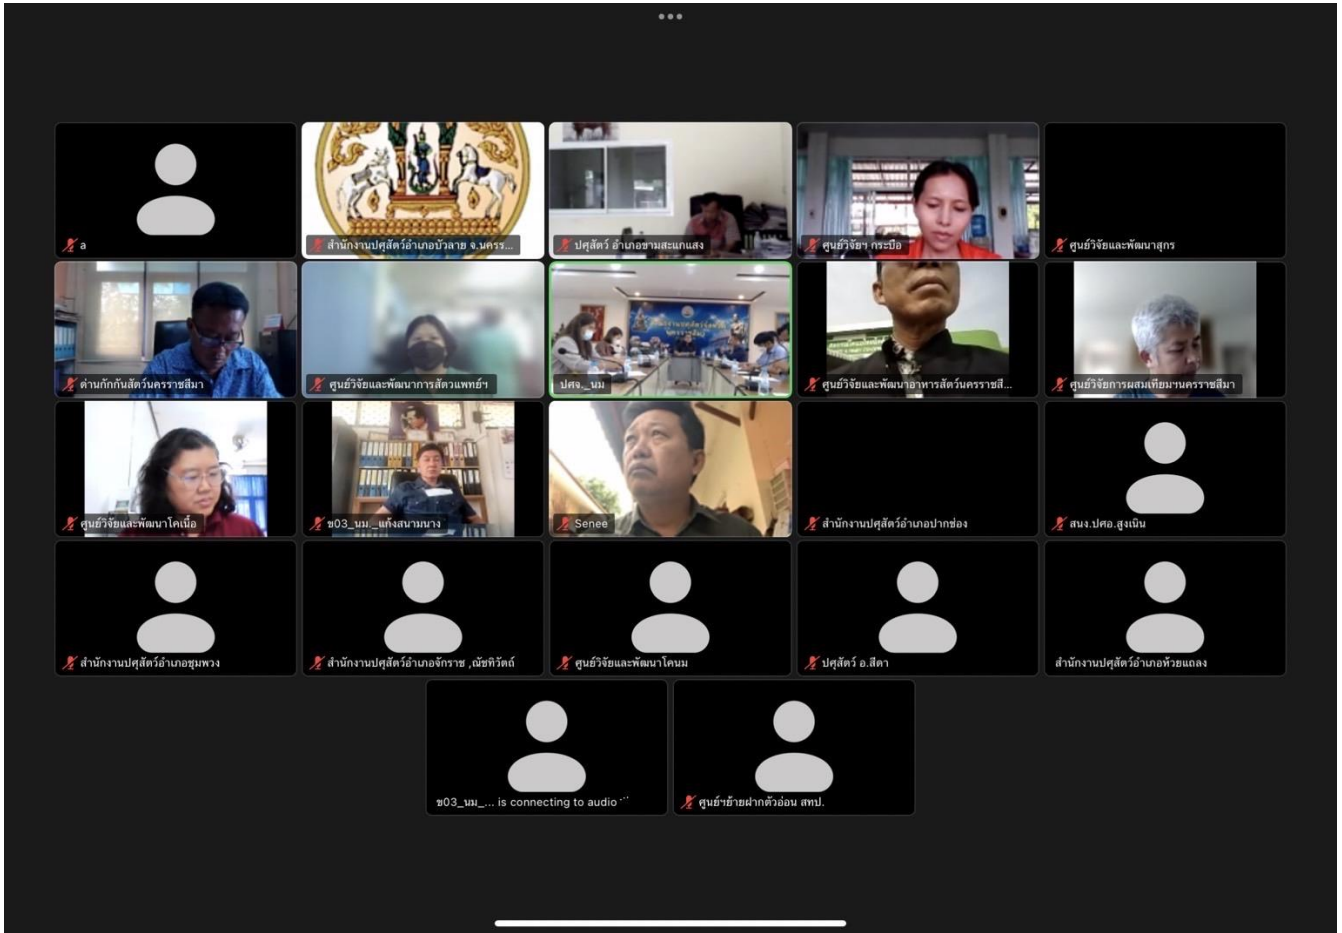 a
สำนักงานปศุสัตว์อำเภอบัวลาย จ.นครร...
ปศุสัตว์ อำเภอขามสะแกแสง
ศูนย์วิจัยฯ กระบือ
ศูนย์วิจัยและพัฒนาสุกร
ด่านกักกันสัตว์นครราชสีมา
ศูนย์วิจัยและพัฒนาการสัตวแพทย์ฯ
ปศจ._นม
ศูนย์วิจัยและพัฒนาอาหารสัตว์นครราชสี...
ศูนย์วิจัยการผสมเทียมฯนครราชสีมา
ศูนย์วิจัยและพัฒนาโคเนื้อ
ข03_นม_แก้งสนามนาง
Senee
สำนักงานปศุสัตว์อำเภอปากช่อง
สนง.ปศอ.สูงเนิน
สำนักงานปศุสัตว์อำเภอชุมพวง
สำนักงานปศุสัตว์อำเภอจักราช ,ณัชทิวัตถ์
ศูนย์วิจัยและพัฒนาโคนม
ปศุสัตว์ อ.สีดา
สำนักงานปศุสัตว์อำเภอห้วยแถลง
ข03_นม_... is connecting to audio
ศูนย์ฯย้ายฝากตัวอ่อน สทป.